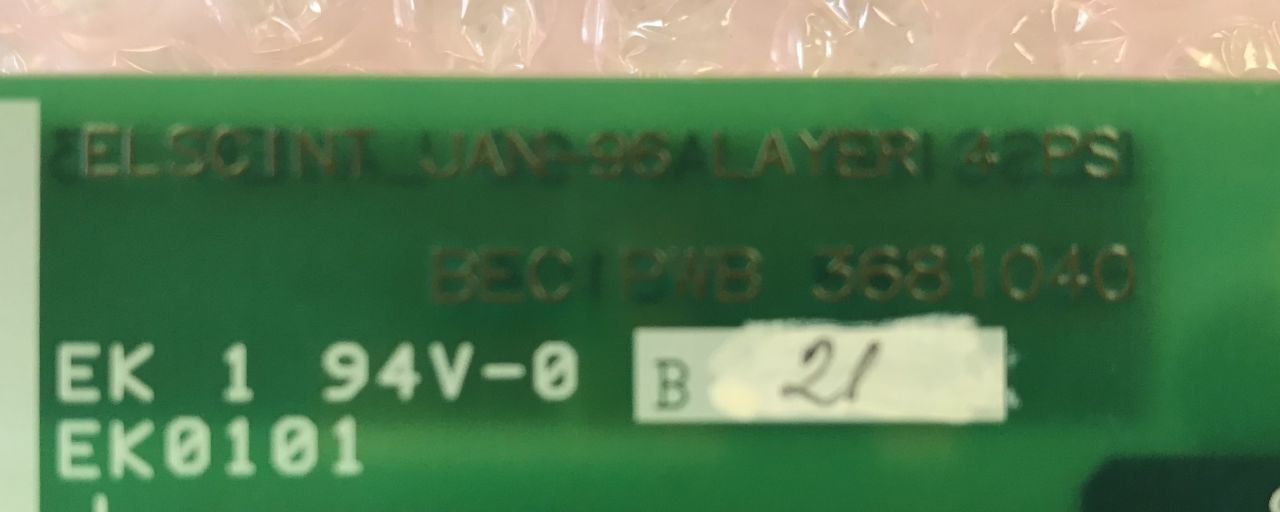 ELSCINT JAN-96 LAYER 4 PS
BEC PWB 3681040
EK 1 94V-0 B 21
EK0101